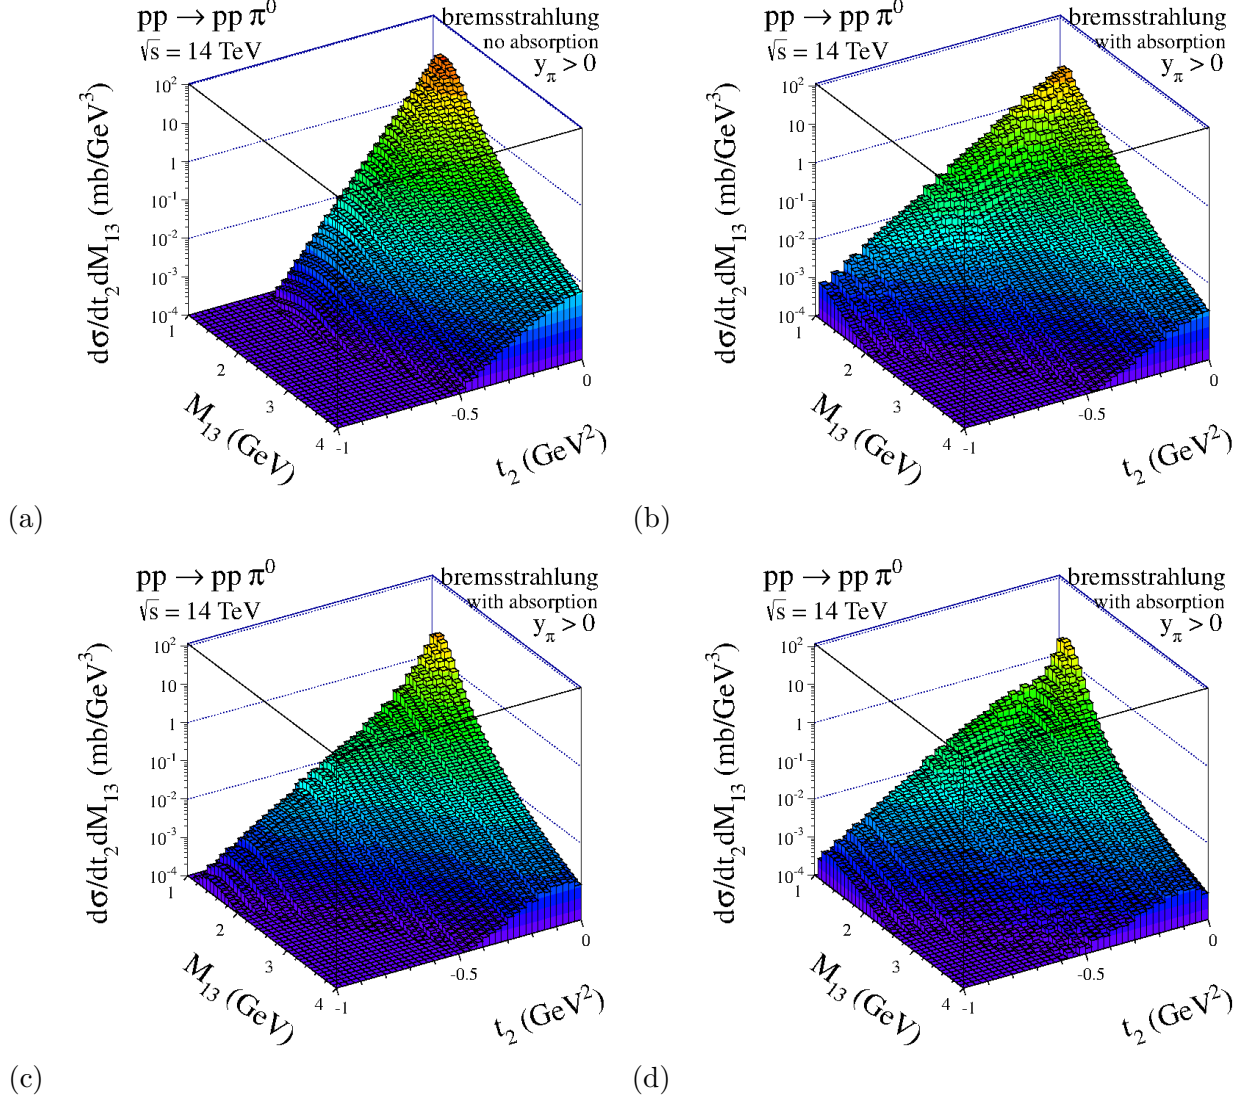 pp → pp π⁰
√s = 14 TeV
bremsstrahlung
no absorption
y_π > 0
dσ/dt₂dM₁₃ (mb/GeV³)
10²
10
1
10⁻¹
10⁻²
10⁻³
10⁻⁴
1
2
3
4
M₁₃ (GeV)
-1
-0.5
0
t₂ (GeV²)
(a)
pp → pp π⁰
√s = 14 TeV
bremsstrahlung
with absorption
y_π > 0
dσ/dt₂dM₁₃ (mb/GeV³)
10²
10
1
10⁻¹
10⁻²
10⁻³
10⁻⁴
1
2
3
4
M₁₃ (GeV)
-1
-0.5
0
t₂ (GeV²)
(b)
pp → pp π⁰
√s = 14 TeV
bremsstrahlung
with absorption
y_π > 0
dσ/dt₂dM₁₃ (mb/GeV³)
10²
10
1
10⁻¹
10⁻²
10⁻³
10⁻⁴
1
2
3
4
M₁₃ (GeV)
-1
-0.5
0
t₂ (GeV²)
(c)
pp → pp π⁰
√s = 14 TeV
bremsstrahlung
with absorption
y_π > 0
dσ/dt₂dM₁₃ (mb/GeV³)
10²
10
1
10⁻¹
10⁻²
10⁻³
10⁻⁴
1
2
3
4
M₁₃ (GeV)
-1
-0.5
0
t₂ (GeV²)
(d)